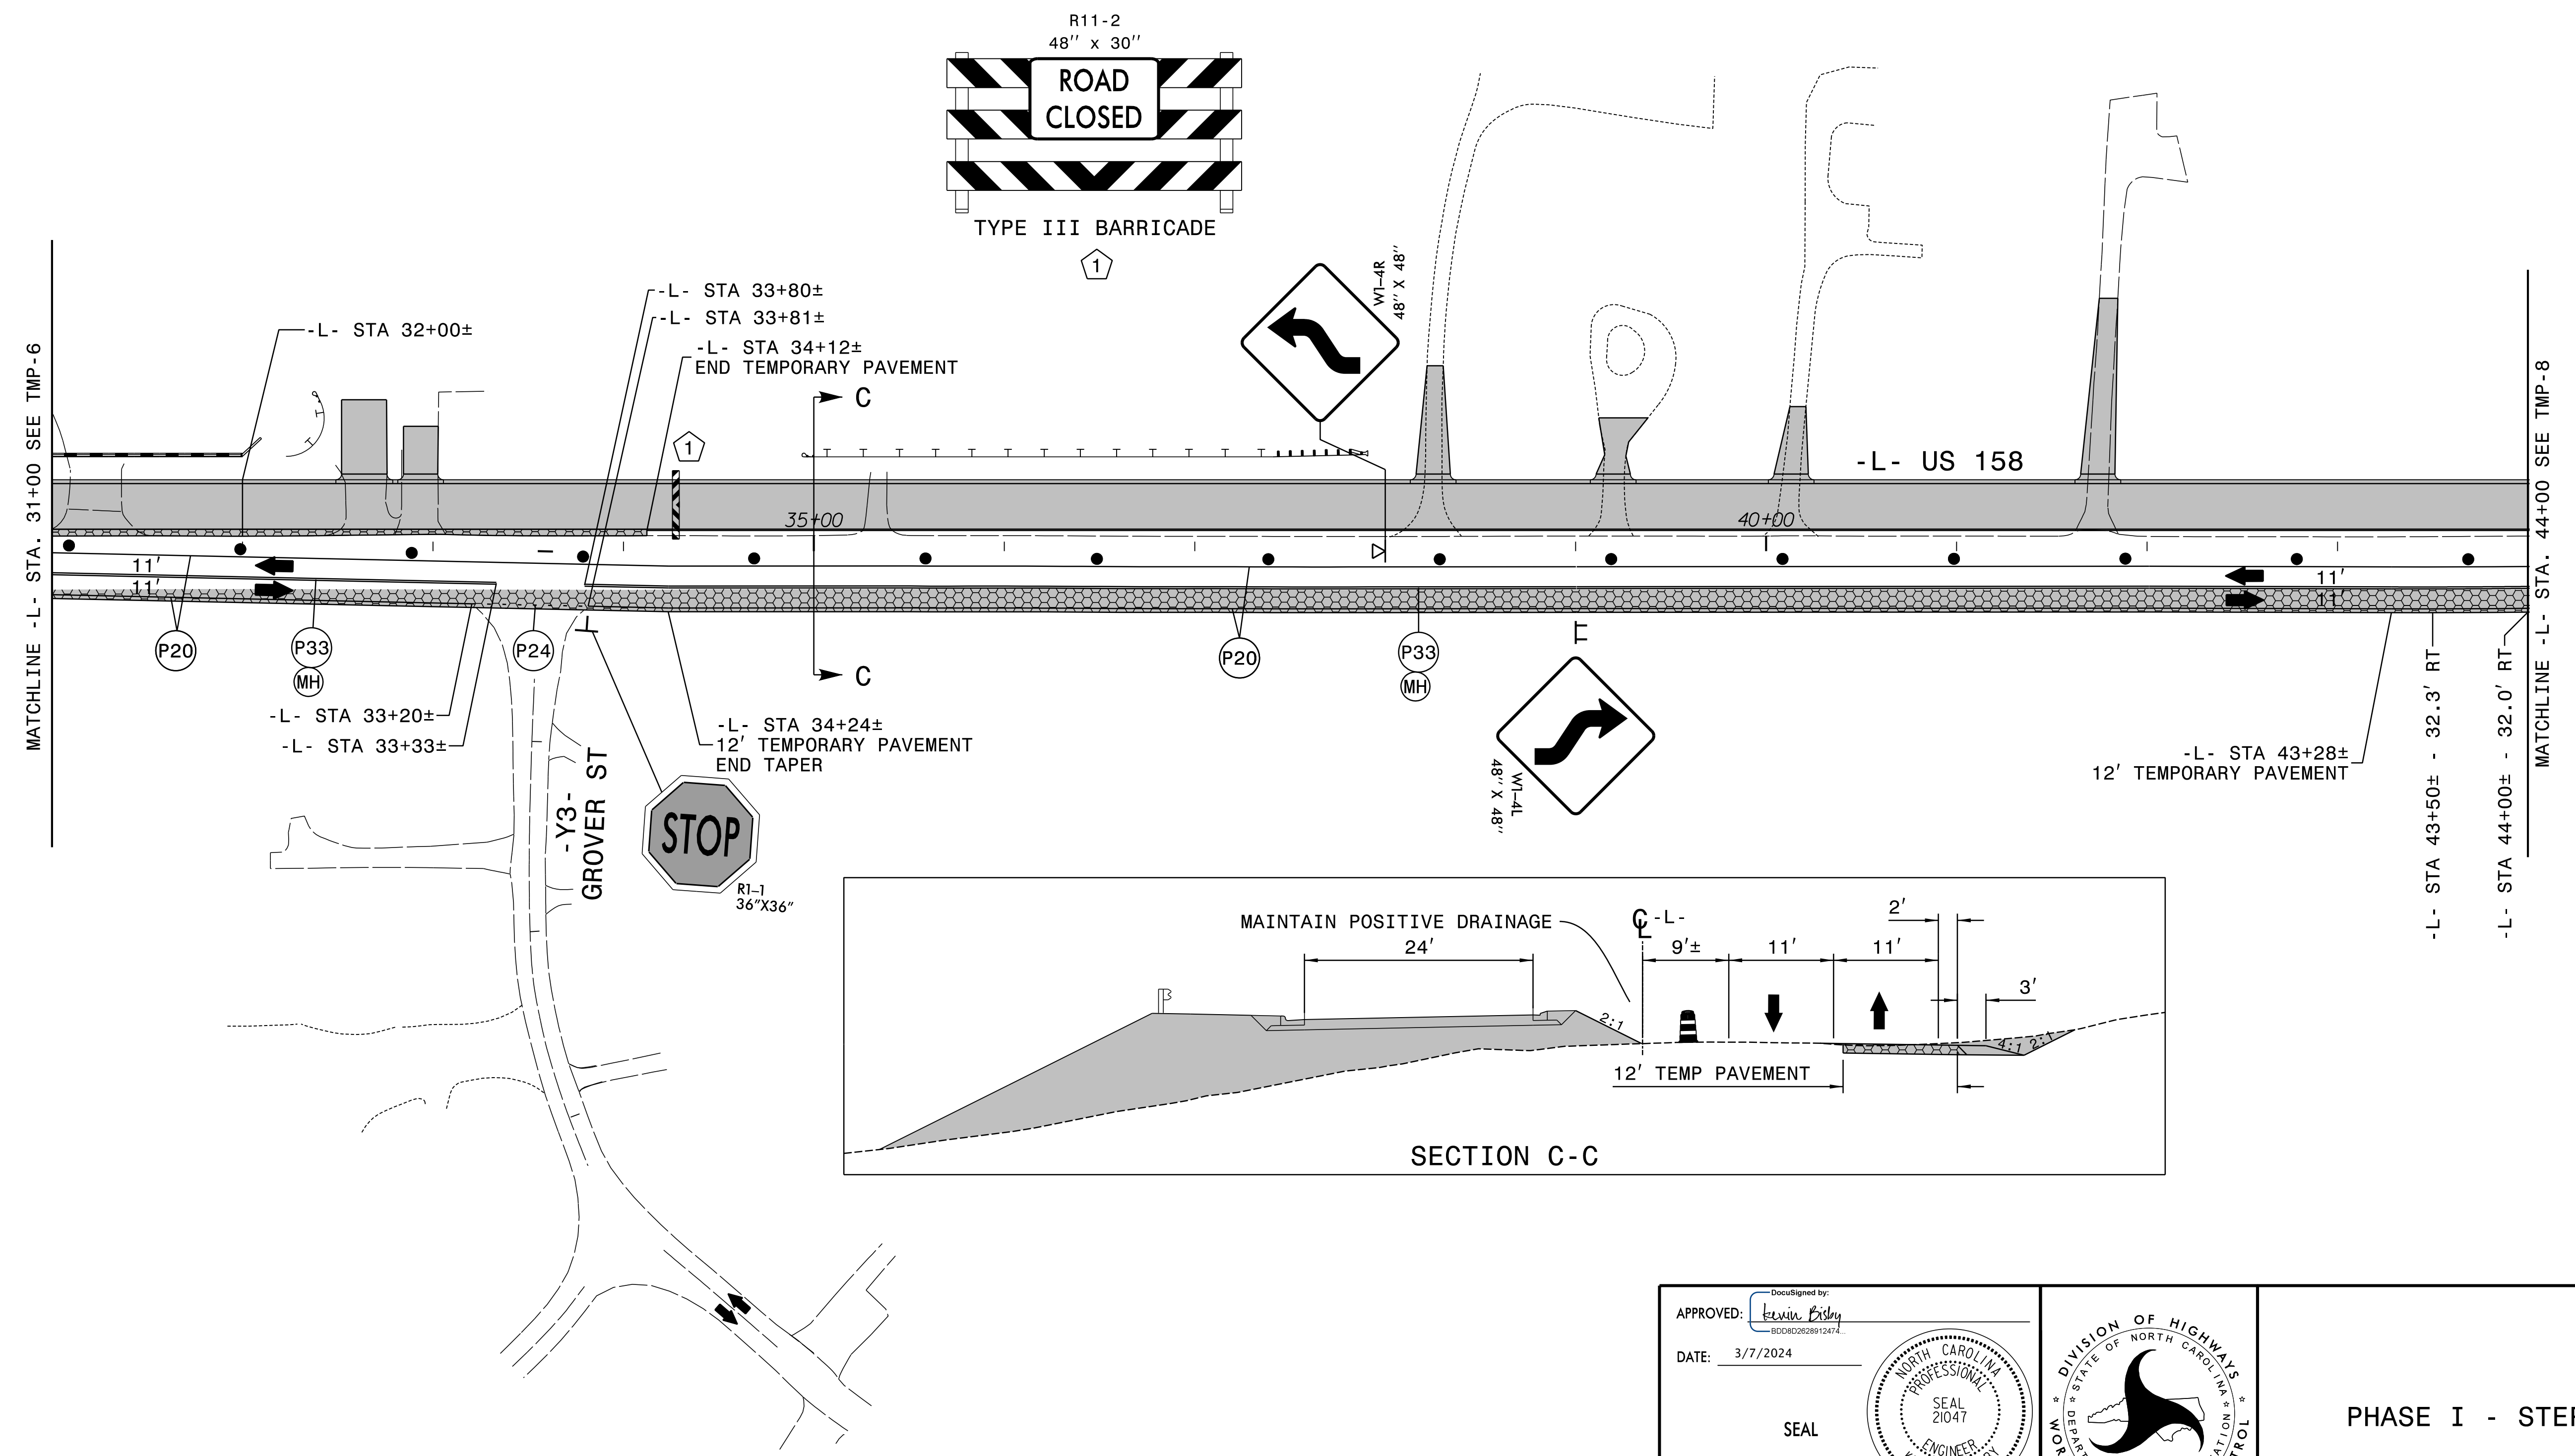 R11-2
48'' x 30''
ROAD
CLOSED
TYPE III BARRICADE
1
W1-4R
48'' X 48''
-L- STA 33+80±
-L- STA 33+81±
-L- STA 32+00±
-L- STA 34+12±
END TEMPORARY PAVEMENT
C
1
-L- US 158
MATCHLINE -L- STA. 31+00 SEE TMP-6
MATCHLINE -L- STA. 44+00 SEE TMP-8
35+00
40+00
11'
11'
11'
11'
P20
P33
MH
P24
P20
P33
MH
C
-L- STA 33+20±
-L- STA 33+33±
-L- STA 34+24±
12' TEMPORARY PAVEMENT
END TAPER
W1-4L
48'' X 48''
-L- STA 43+28±
12' TEMPORARY PAVEMENT
-L- STA 43+50± - 32.3' RT
-L- STA 44+00± - 32.0' RT
-Y3-
GROVER ST
STOP
R1-1
36"X36"
MAINTAIN POSITIVE DRAINAGE
℄ -L-
2'
24'
9'±
11'
11'
3'
2:1
4:1
2:1
12' TEMP PAVEMENT
SECTION C-C
APPROVED:
DocuSigned by:
Kevin Bisby
BDD8D2628912474...
DATE: 3/7/2024
SEAL
NORTH CAROLINA
PROFESSIONAL
SEAL
21047
ENGINEER
DIVISION OF HIGHWAYS
STATE OF NORTH CAROLINA
PHASE I - STEP